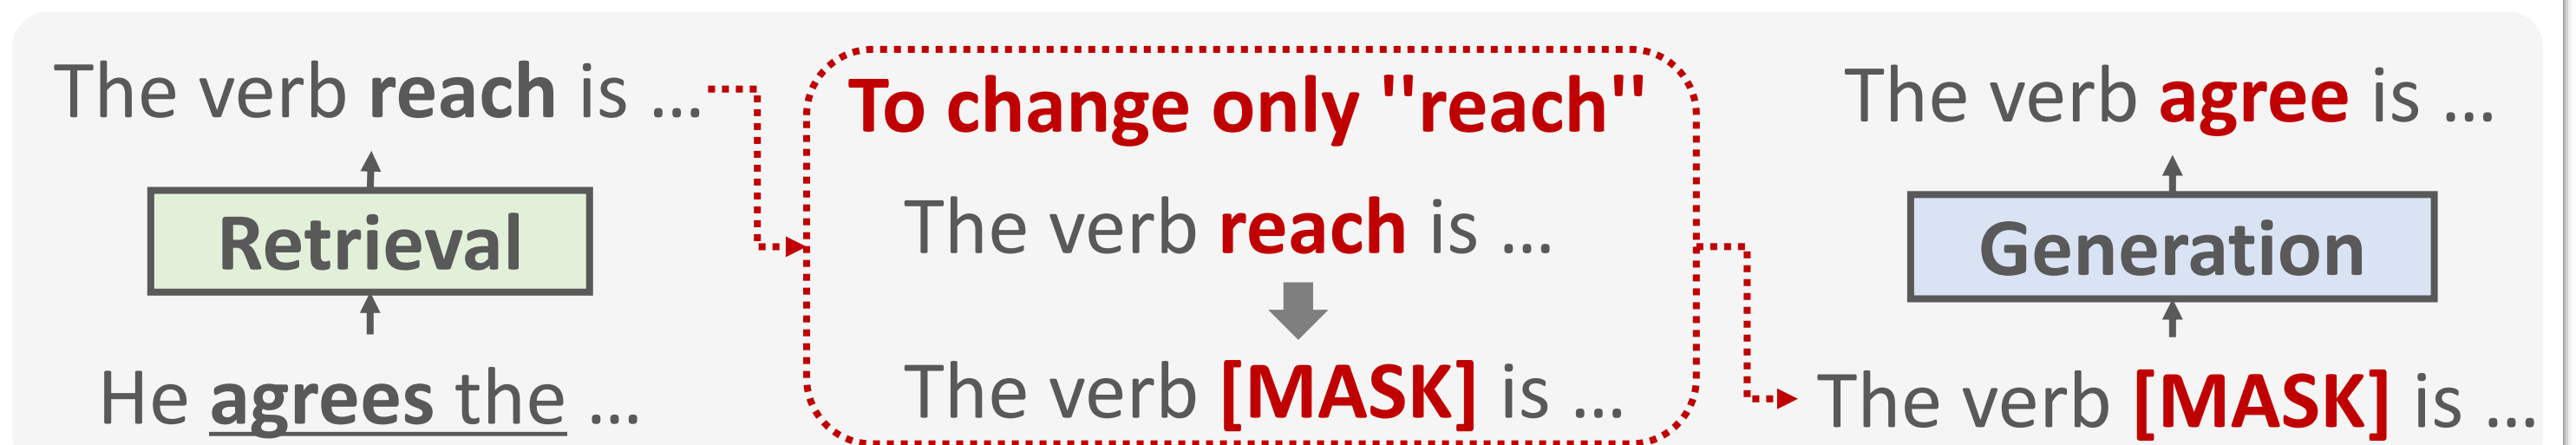 The verb reach is ...
Retrieval
He agrees the ...
To change only "reach"
The verb reach is ...
The verb [MASK] is ...
The verb agree is ...
Generation
The verb [MASK] is ...